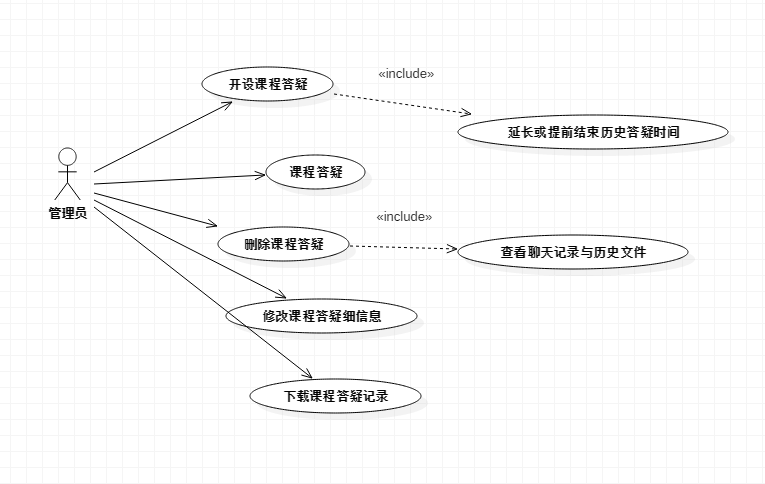 开设课程答疑
«include»
延长或提前结束历史答疑时间
课程答疑
管理员
删除课程答疑
«include»
查看聊天记录与历史文件
修改课程答疑细信息
下载课程答疑记录